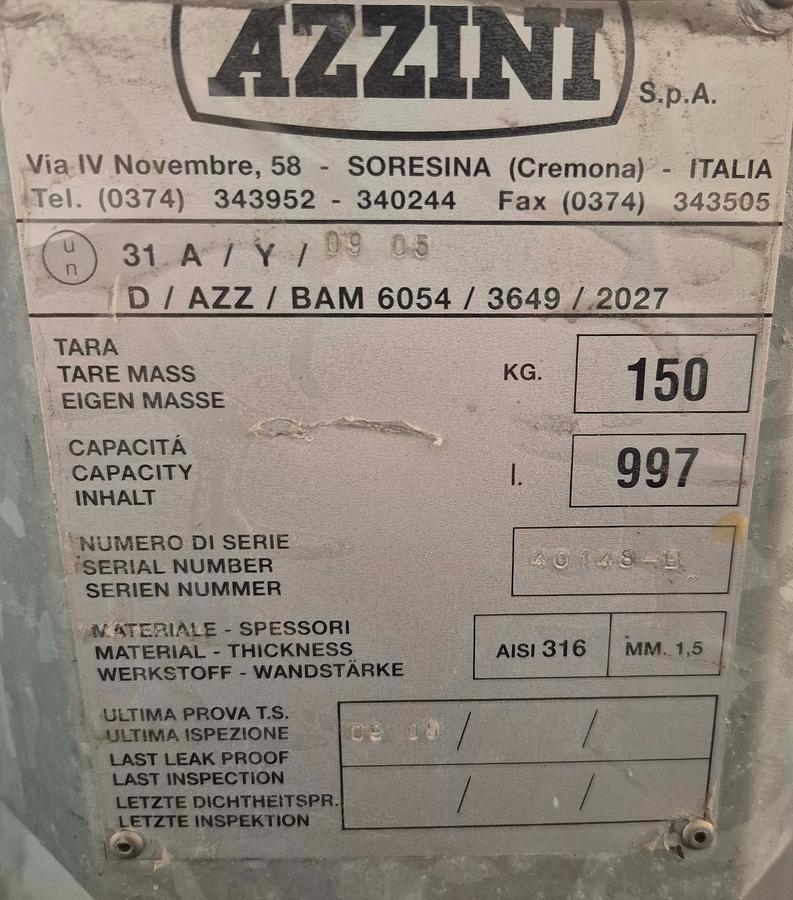 AZZINI S.p.A.
Via IV Novembre, 58 - SORESINA (Cremona) - ITALIA
Tel. (0374) 343952 - 340244 Fax (0374) 343505
un 31 A / Y / 09 05
D / AZZ / BAM 6054 / 3649 / 2027
TARA
TARE MASS KG. 150
EIGEN MASSE
CAPACITÁ
CAPACITY l. 997
INHALT
NUMERO DI SERIE
SERIAL NUMBER 40148-B
SERIEN NUMMER
MATERIALE - SPESSORI
MATERIAL - THICKNESS AISI 316 MM. 1,5
WERKSTOFF - WANDSTÄRKE
ULTIMA PROVA T.S.
ULTIMA ISPEZIONE 09 / /
LAST LEAK PROOF
LAST INSPECTION
LETZTE DICHTHEITSPR. / /
LETZTE INSPEKTION